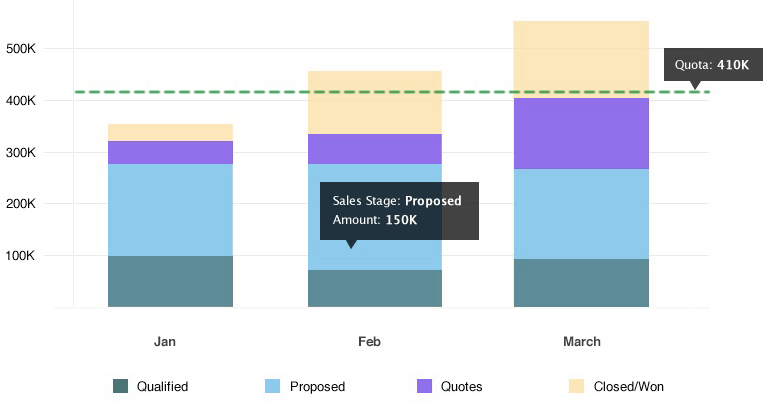 500K
Quota: 410K
400K
300K
200K
Sales Stage: Proposed
Amount: 150K
100K
Jan Feb March
Qualified Proposed Quotes Closed/Won